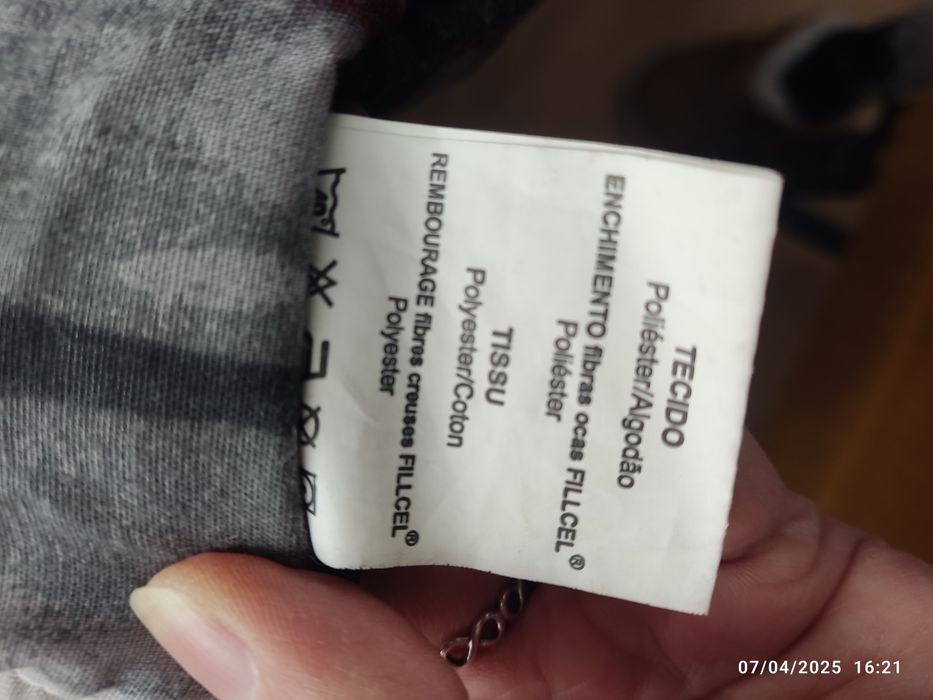 TECIDO
Poliéster/Algodão
ENCHIMENTO fibras ocas FILLCEL®
Poliéster
TISSU
Polyester/Coton
REMBOURAGE fibres creuses FILLCEL®
Polyester
07/04/2025 16:21